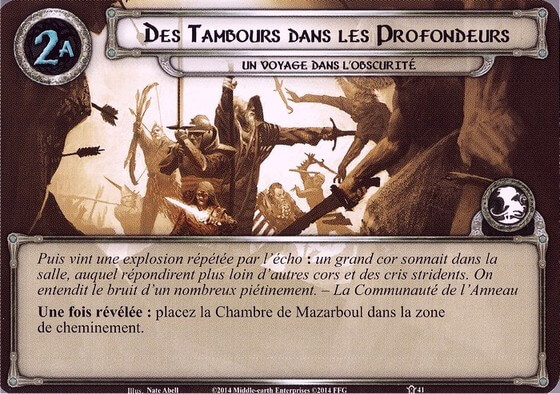 2A
Des Tambours dans les Profondeurs
un voyage dans l'obscurité
Puis vint une explosion répétée par l'écho : un grand cor sonnait dans la
salle, auquel répondirent plus loin d'autres cors et des cris stridents. On
entendit le bruit d'un nombreux piétinement. – La Communauté de l'Anneau
Une fois révélée : placez la Chambre de Mazarboul dans la zone
de cheminement.
Illus. Nate Abell ©2014 Middle-earth Enterprises ©2014 FFG 41